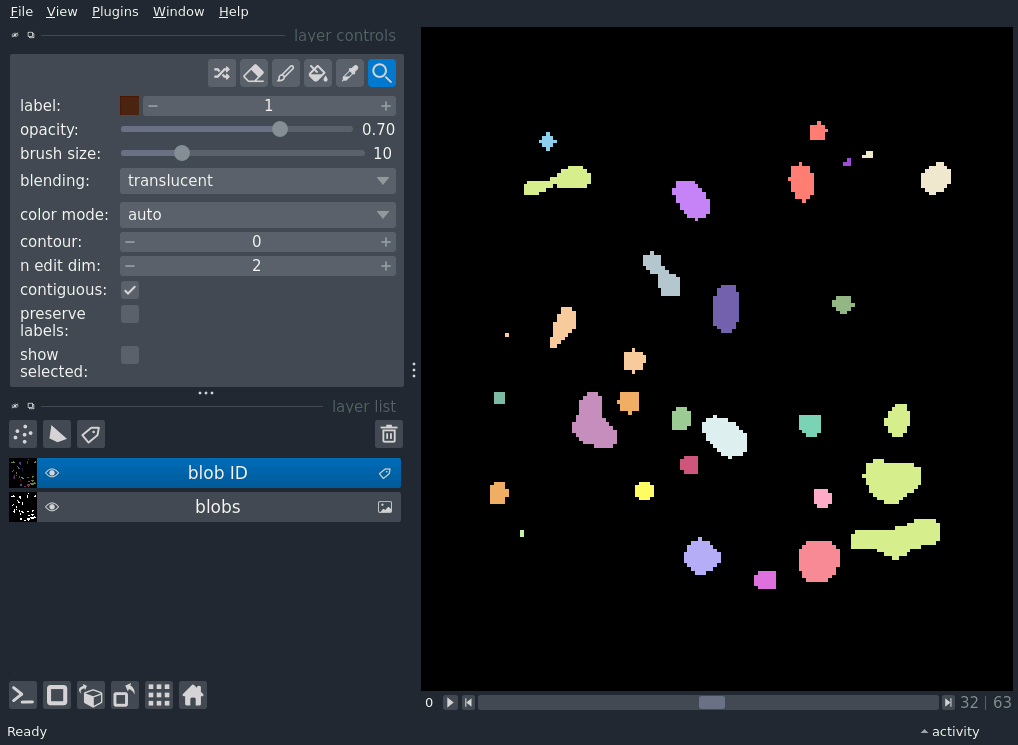 File View Plugins Window Help
layer controls
label: 1
opacity: 0.70
brush size: 10
blending: translucent
color mode: auto
contour: 0
n edit dim: 2
contiguous:
preserve
labels:
show
selected:
layer list
blob ID
blobs
0 32 | 63
Ready activity